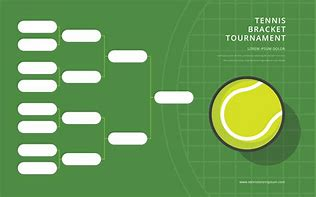 TENNIS
BRACKET
TOURNAMENT
LOREM IPSUM DOLOR